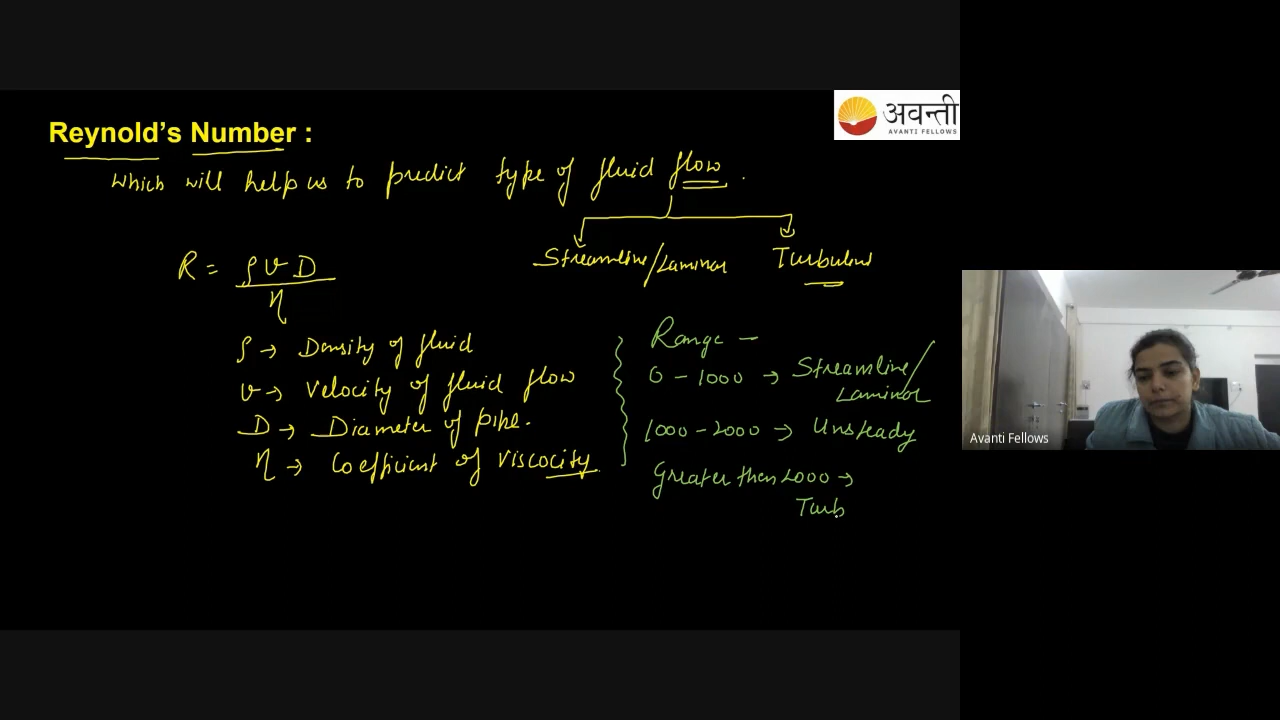 Reynold's Number :
अवन्ती
AVANTI FELLOWS
Which will help us to predict type of fluid flow .
Streamline/Laminar
Turbulent
R = ρ v D
η
ρ → Density of fluid
v → Velocity of fluid flow
D → Diameter of pipe.
η → Coefficient of Viscocity.
Range –
0 – 1000 → Streamline/
Laminar
1000 – 2000 → Unsteady
Greater then 2000 →
Turb
Avanti Fellows